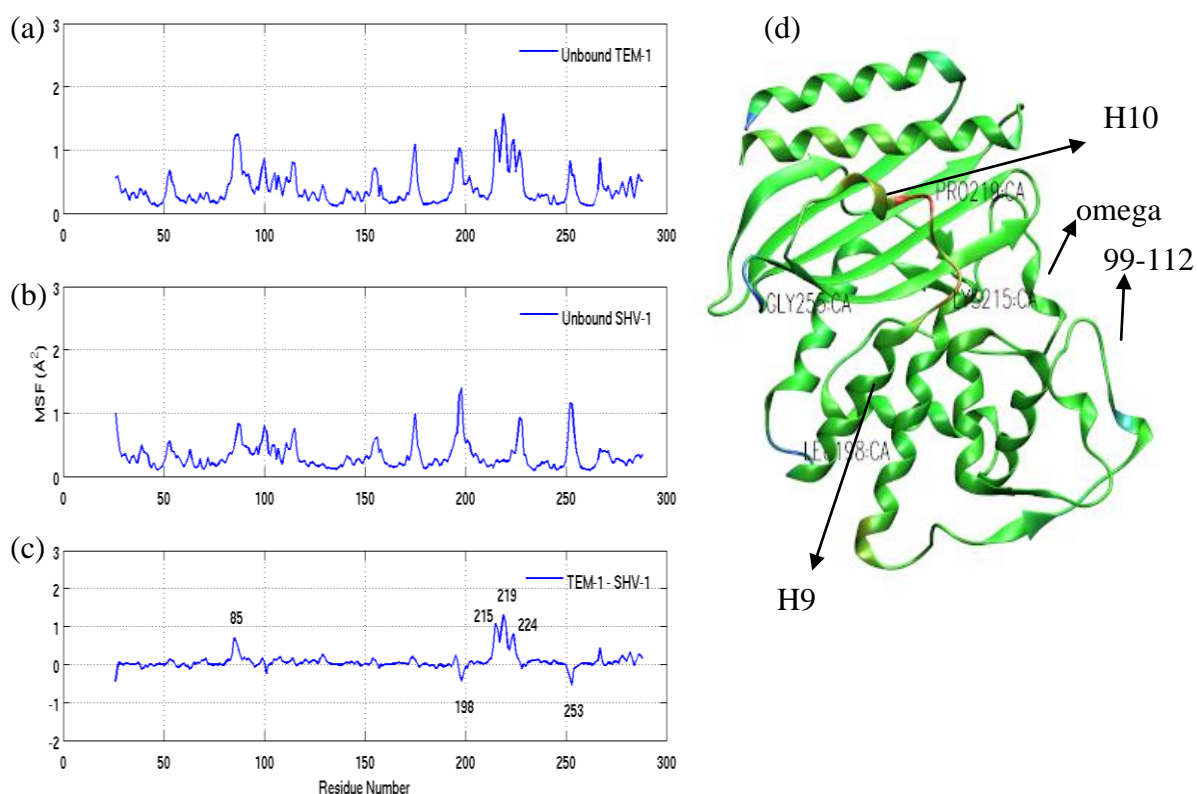 (a)
3
2
1
0
0 50 100 150 200 250 300
Unbound TEM-1
(b)
MSF (Å²)
3
2
1
0
0 50 100 150 200 250 300
Unbound SHV-1
(c)
3
2
1
0
-1
-2
TEM-1 - SHV-1
85
215
219
224
198
253
0 50 100 150 200 250 300
Residue Number
(d)
H10
PRO219:CA
omega
99-112
GLY255:CA
LYS215:CA
LEU198:CA
H9